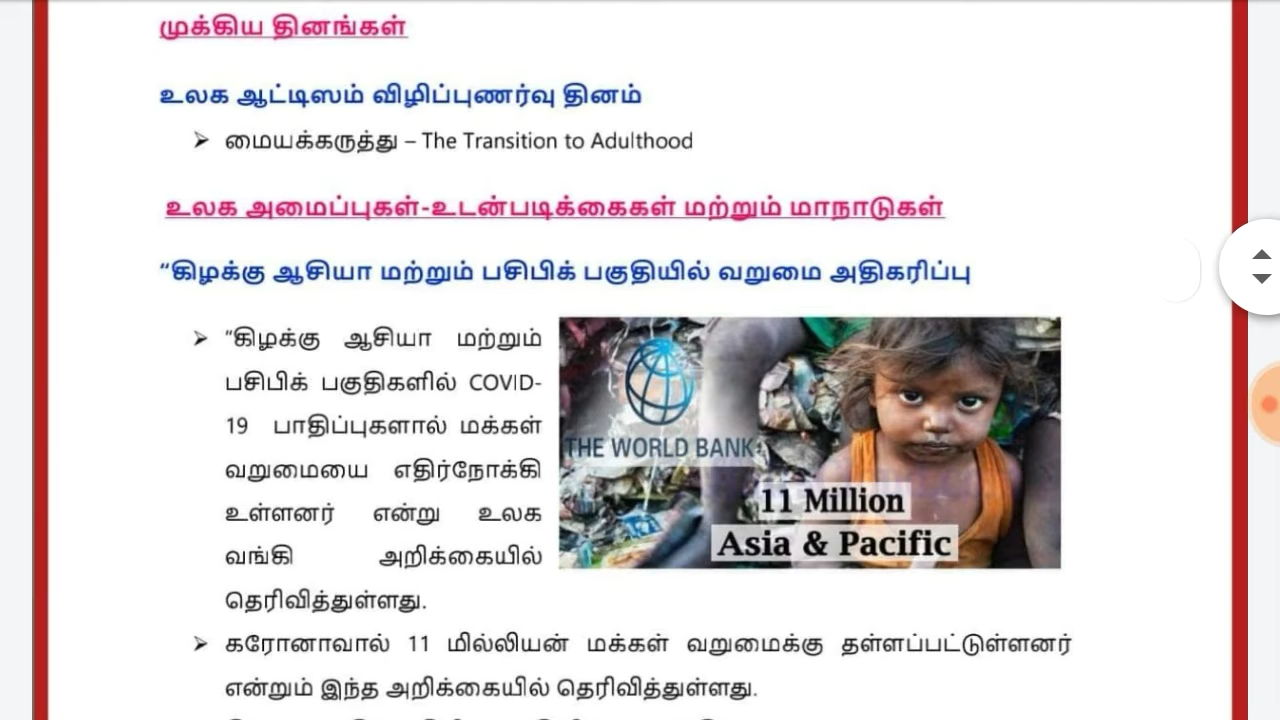 முக்கிய தினங்கள்
உலக ஆட்டிஸம் விழிப்புணர்வு தினம்
➢ மையக்கருத்து – The Transition to Adulthood
உலக அமைப்புகள்-உடன்படிக்கைகள் மற்றும் மாநாடுகள்
“கிழக்கு ஆசியா மற்றும் பசிபிக் பகுதியில் வறுமை அதிகரிப்பு
➢ “கிழக்கு ஆசியா மற்றும்
பசிபிக் பகுதிகளில் COVID-
19 பாதிப்புகளால் மக்கள்
வறுமையை எதிர்நோக்கி
உள்ளனர் என்று உலக
வங்கி அறிக்கையில்
தெரிவித்துள்ளது.
THE WORLD BANK
11 Million
Asia & Pacific
➢ கரோனாவால் 11 மில்லியன் மக்கள் வறுமைக்கு தள்ளப்பட்டுள்ளனர்
என்றும் இந்த அறிக்கையில் தெரிவித்துள்ளது.